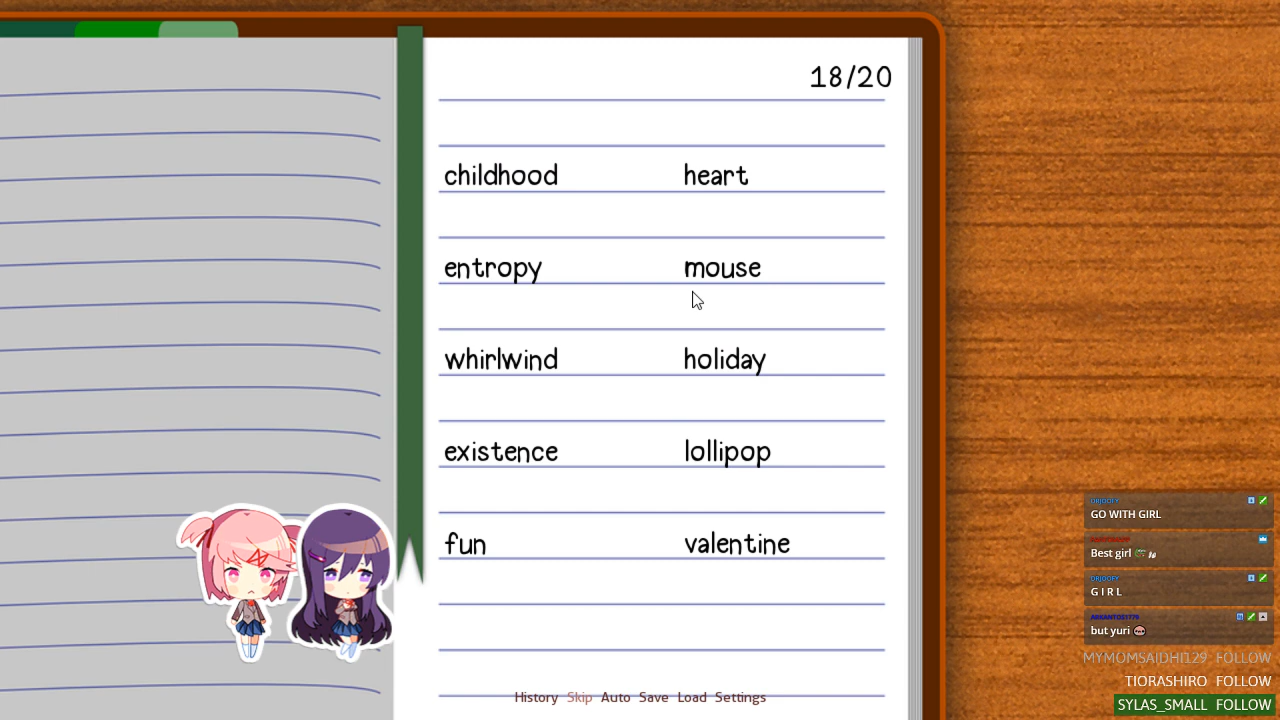 18/20
childhood heart
entropy mouse
whirlwind holiday
existence lollipop
fun valentine
History Skip Auto Save Load Settings
GO WITH GIRL
Best girl
G I R L
but yuri
MYMOMSAIDHI129 FOLLOW
TIORASHIRO FOLLOW
SYLAS_SMALL FOLLOW